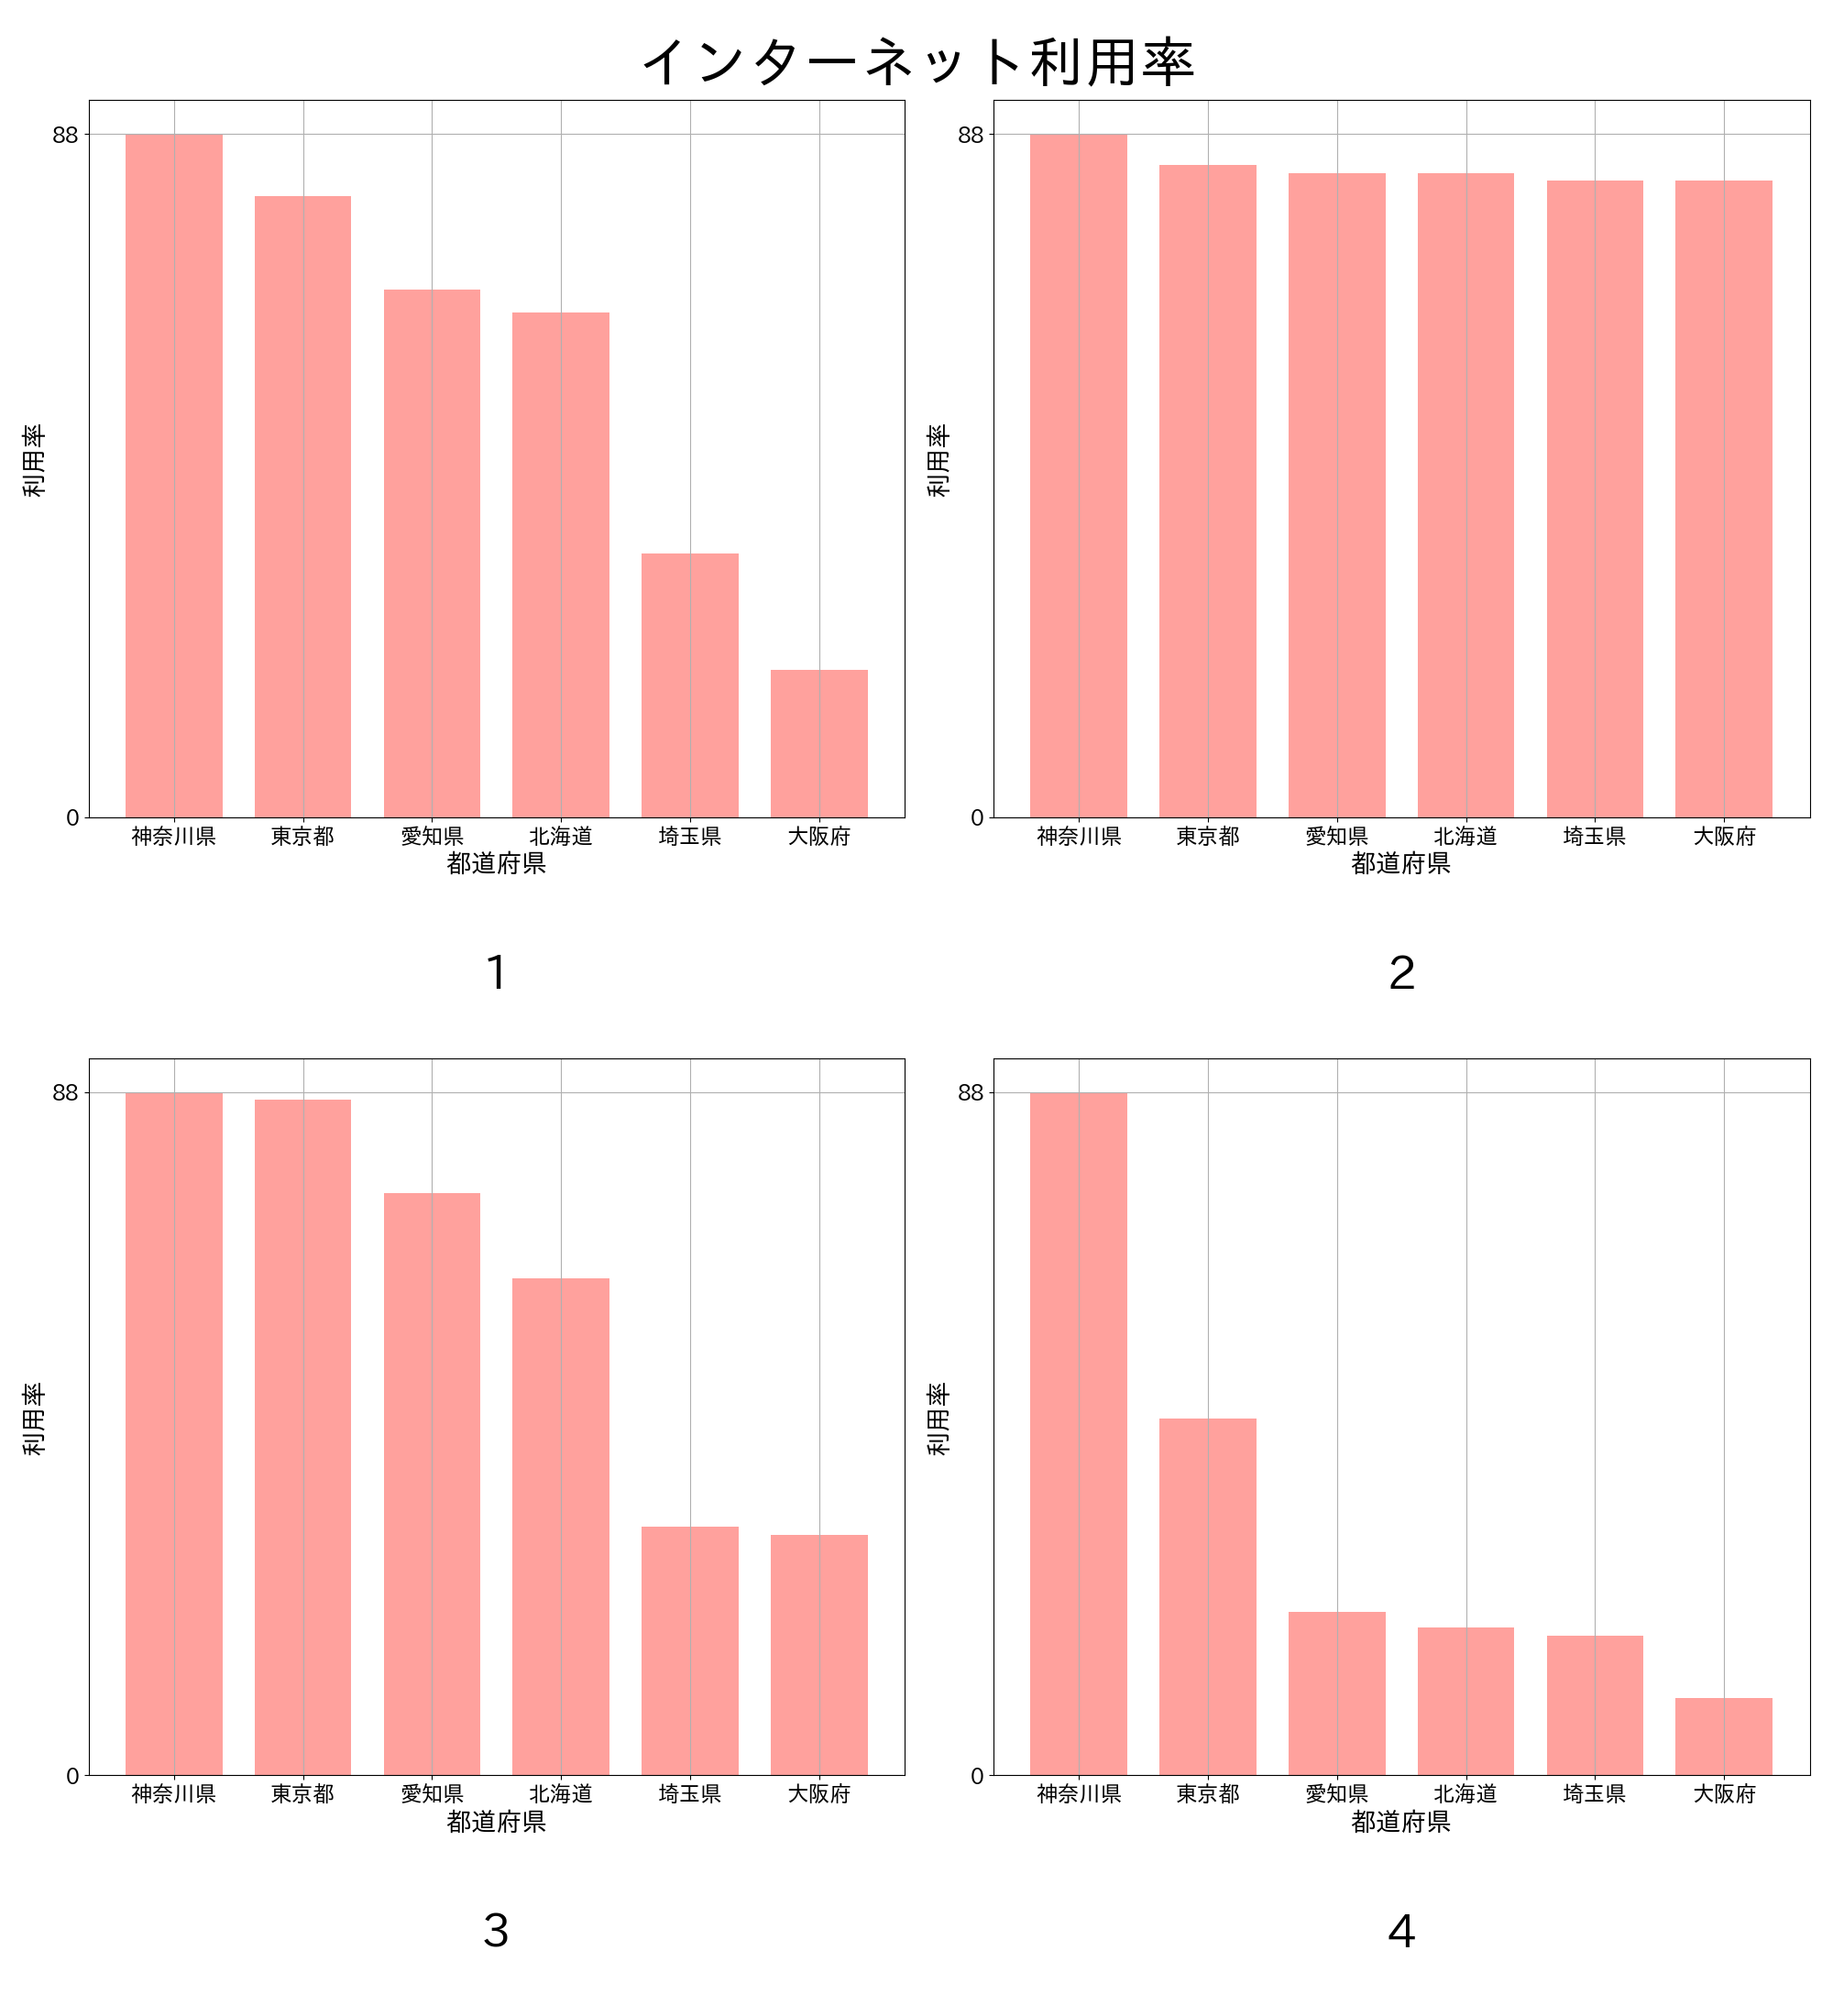 インターネット利用率
88
0
利用率
神奈川県 東京都 愛知県 北海道 埼玉県 大阪府
都道府県
1
88
0
利用率
神奈川県 東京都 愛知県 北海道 埼玉県 大阪府
都道府県
2
88
0
利用率
神奈川県 東京都 愛知県 北海道 埼玉県 大阪府
都道府県
3
88
0
利用率
神奈川県 東京都 愛知県 北海道 埼玉県 大阪府
都道府県
4